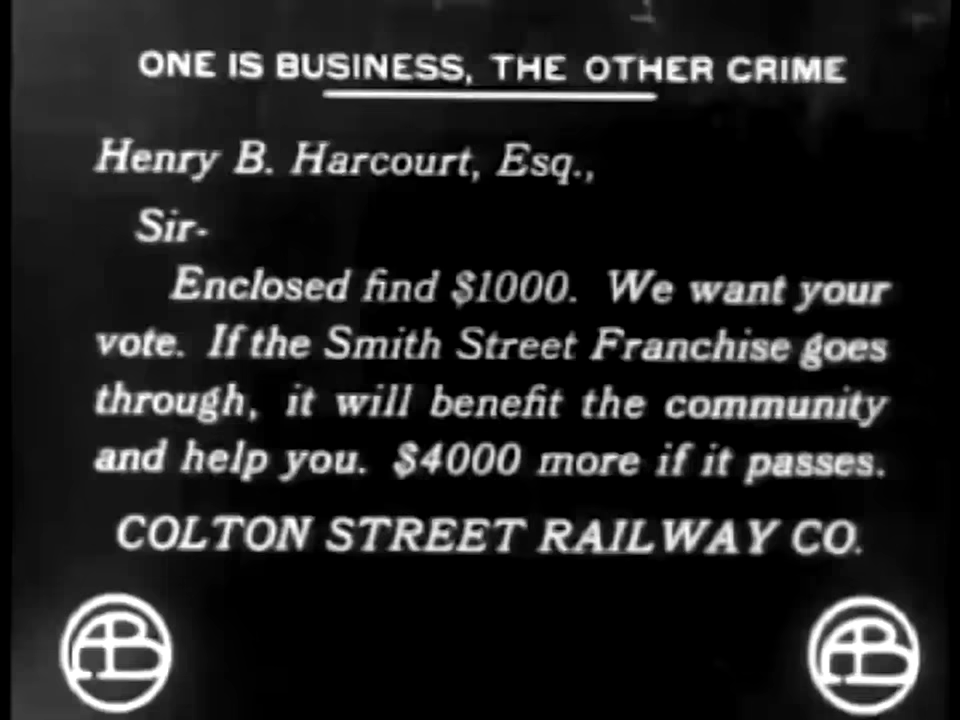 ONE IS BUSINESS, THE OTHER CRIME
Henry B. Harcourt, Esq.,
Sir-
Enclosed find $1000. We want your
vote. If the Smith Street Franchise goes
through, it will benefit the community
and help you. $4000 more if it passes.
COLTON STREET RAILWAY CO.
AB AB